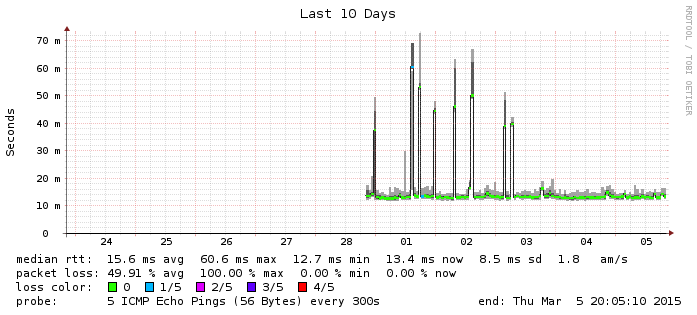 Last 10 Days
RRDTOOL / TOBI OETIKER
Seconds
70 m
60 m
50 m
40 m
30 m
20 m
10 m
0
24 25 26 27 28 01 02 03 04 05
median rtt: 15.6 ms avg 60.6 ms max 12.7 ms min 13.4 ms now 8.5 ms sd 1.8 am/s
packet loss: 49.91 % avg 100.00 % max 0.00 % min 0.00 % now
loss color: 0 1/5 2/5 3/5 4/5
probe: 5 ICMP Echo Pings (56 Bytes) every 300s end: Thu Mar 5 20:05:10 2015